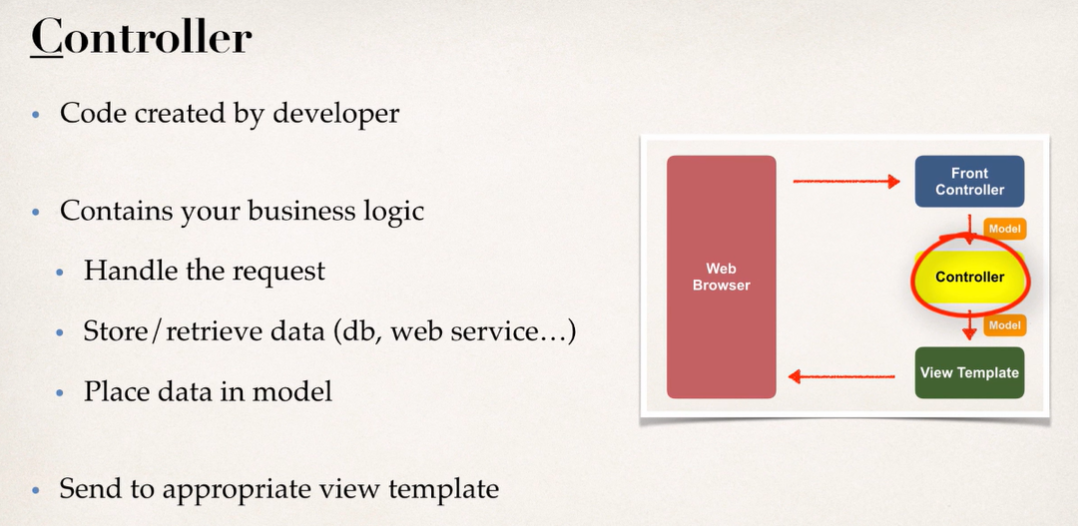 Controller
• Code created by developer
• Contains your business logic
• Handle the request
• Store/retrieve data (db, web service…)
• Place data in model
• Send to appropriate view template
Web
Browser
Front
Controller
Model
Controller
Model
View Template